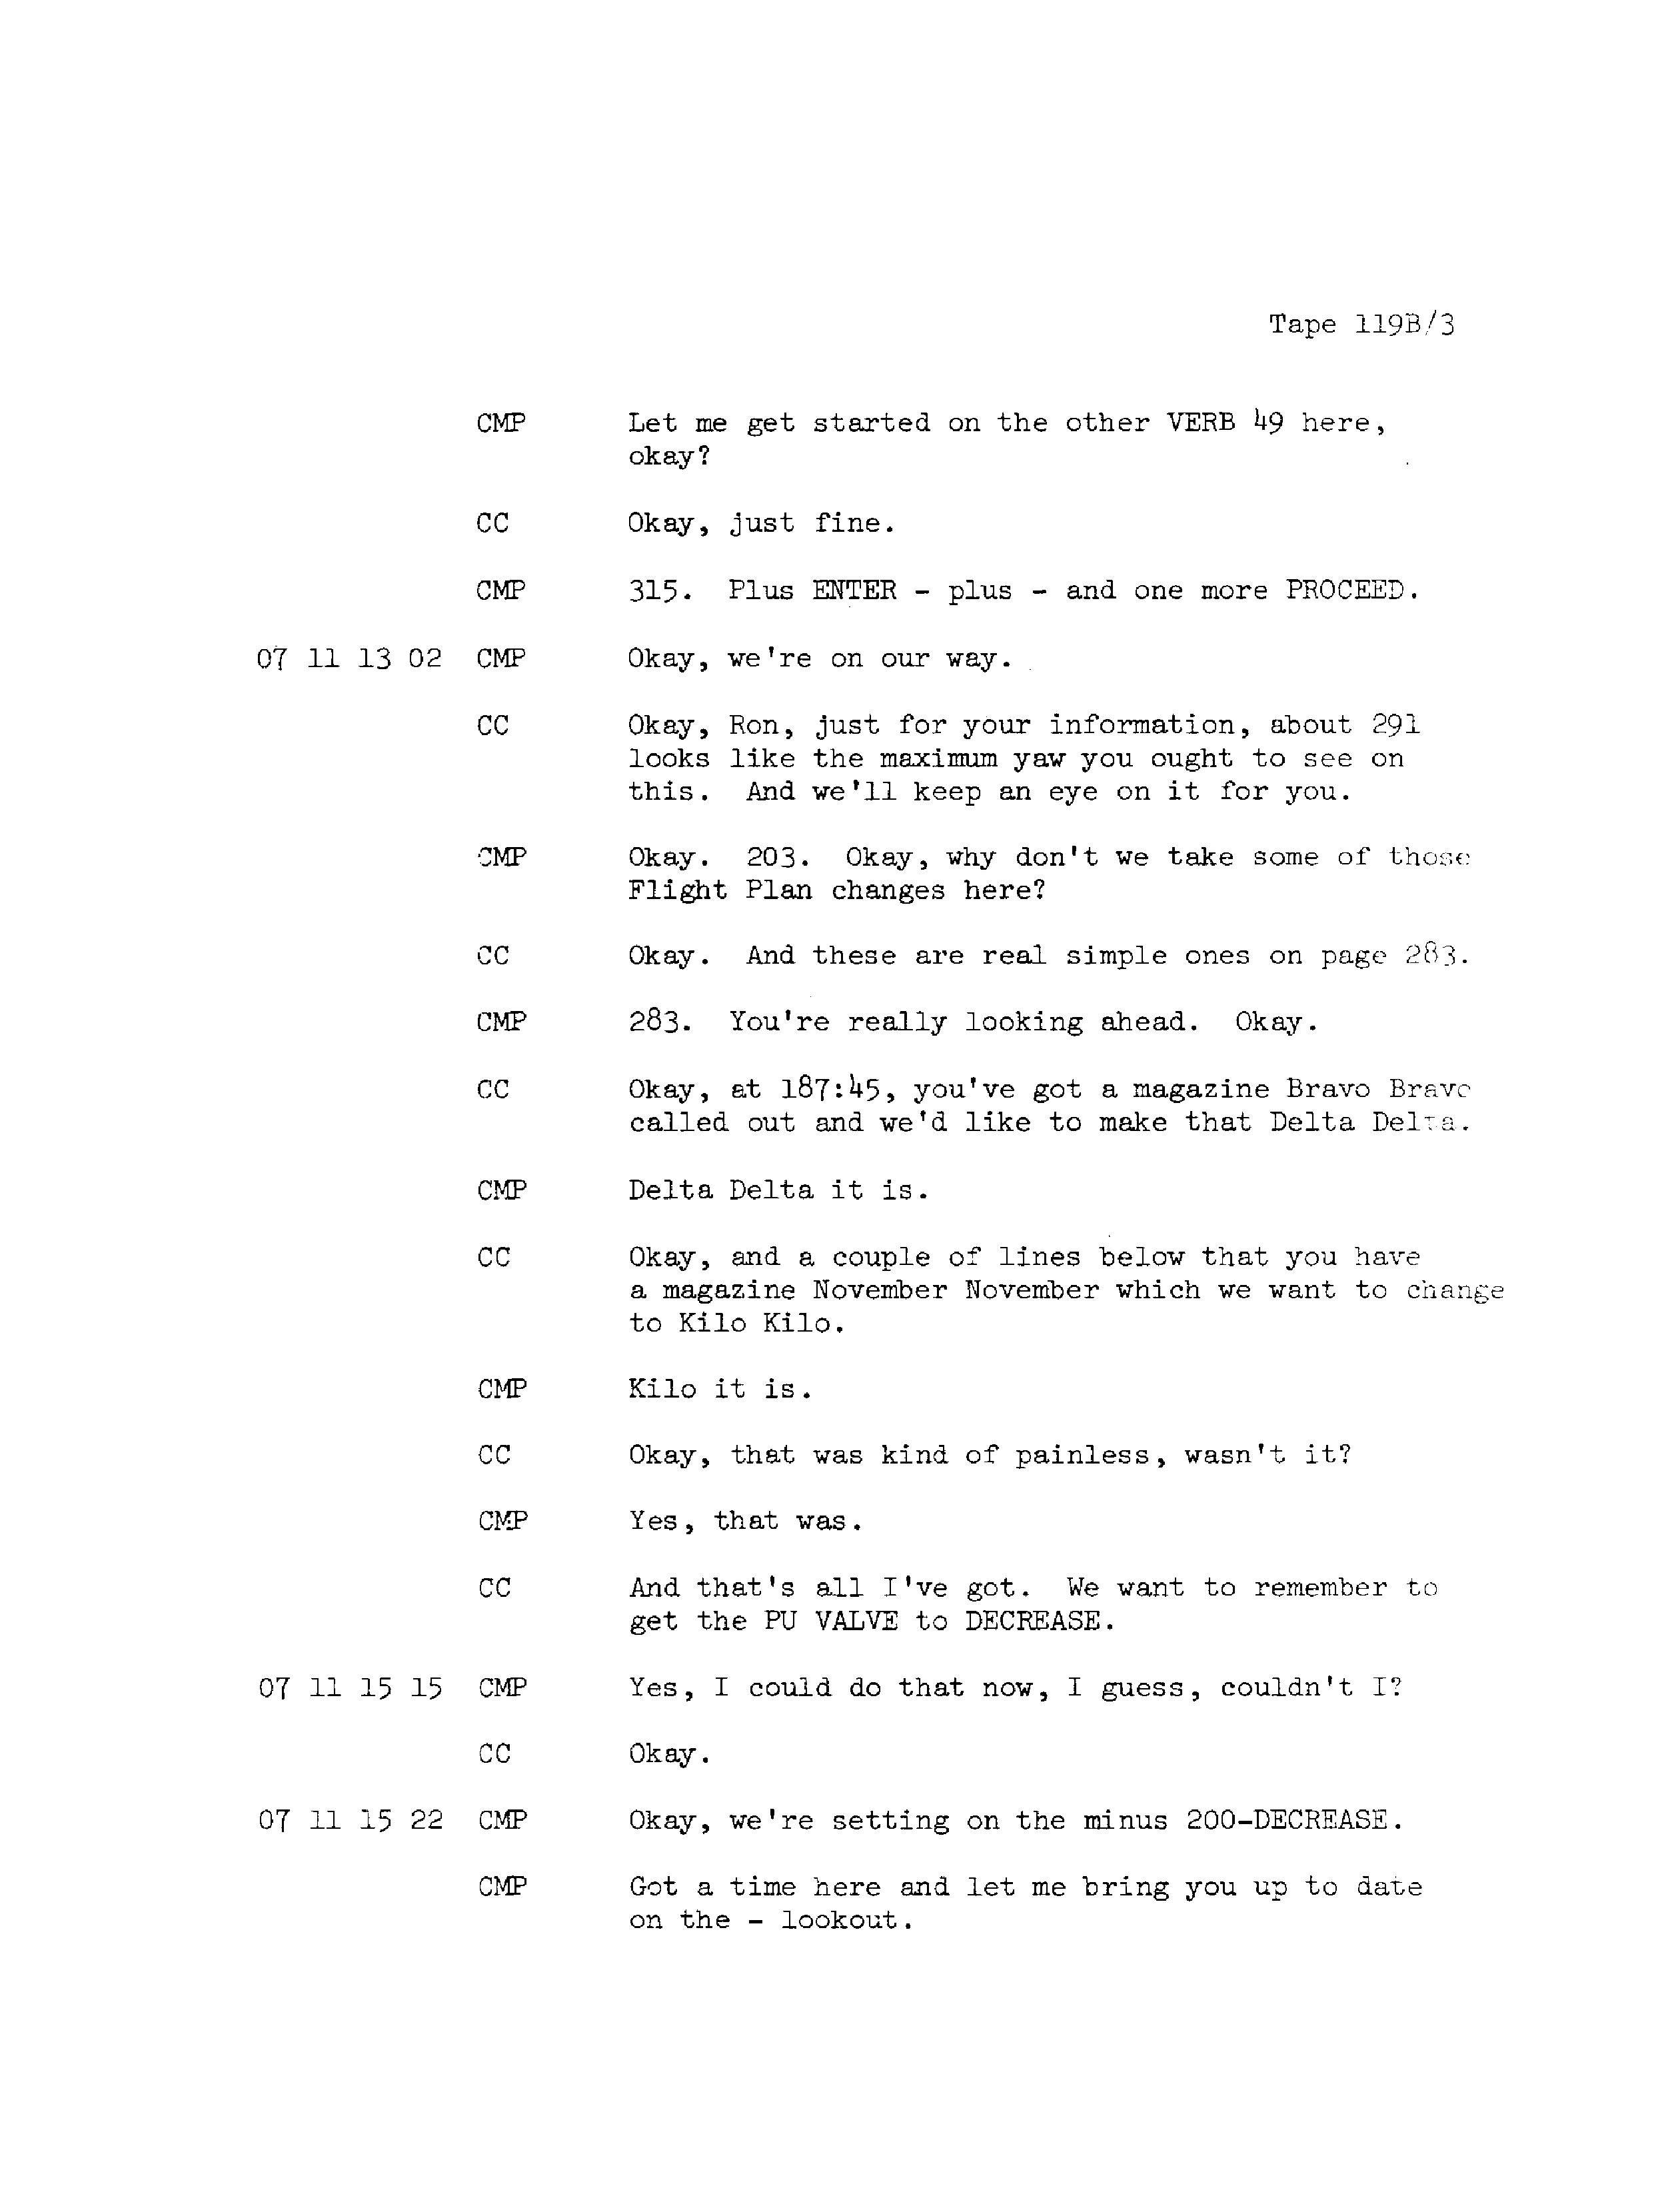 Tape 119B/3
CMP Let me get started on the other VERB 49 here,
okay?
CC Okay, just fine.
CMP 315. Plus ENTER - plus - and one more PROCEED.
07 11 13 02 CMP Okay, we're on our way.
CC Okay, Ron, just for your information, about 291
looks like the maximum yaw you ought to see on
this. And we'll keep an eye on it for you.
CMP Okay. 203. Okay, why don't we take some of those
Flight Plan changes here?
CC Okay. And these are real simple ones on page 283.
CMP 283. You're really looking ahead. Okay.
CC Okay, at 187:45, you've got a magazine Bravo Bravo
called out and we'd like to make that Delta Delta.
CMP Delta Delta it is.
CC Okay, and a couple of lines below that you have
a magazine November November which we want to change
to Kilo Kilo.
CMP Kilo it is.
CC Okay, that was kind of painless, wasn't it?
CMP Yes, that was.
CC And that's all I've got. We want to remember to
get the PU VALVE to DECREASE.
07 11 15 15 CMP Yes, I could do that now, I guess, couldn't I?
CC Okay.
07 11 15 22 CMP Okay, we're setting on the minus 200-DECREASE.
CMP Got a time here and let me bring you up to date
on the - lookout.